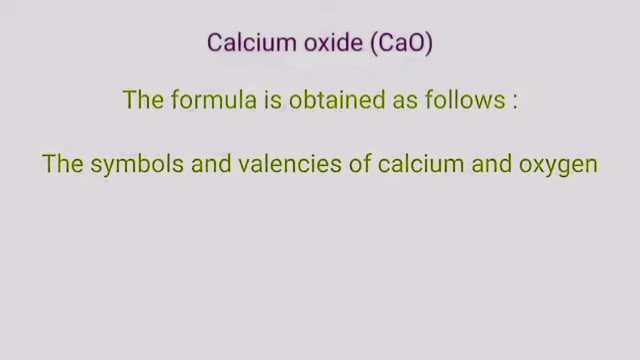 Calcium oxide (CaO)
The formula is obtained as follows :
The symbols and valencies of calcium and oxygen